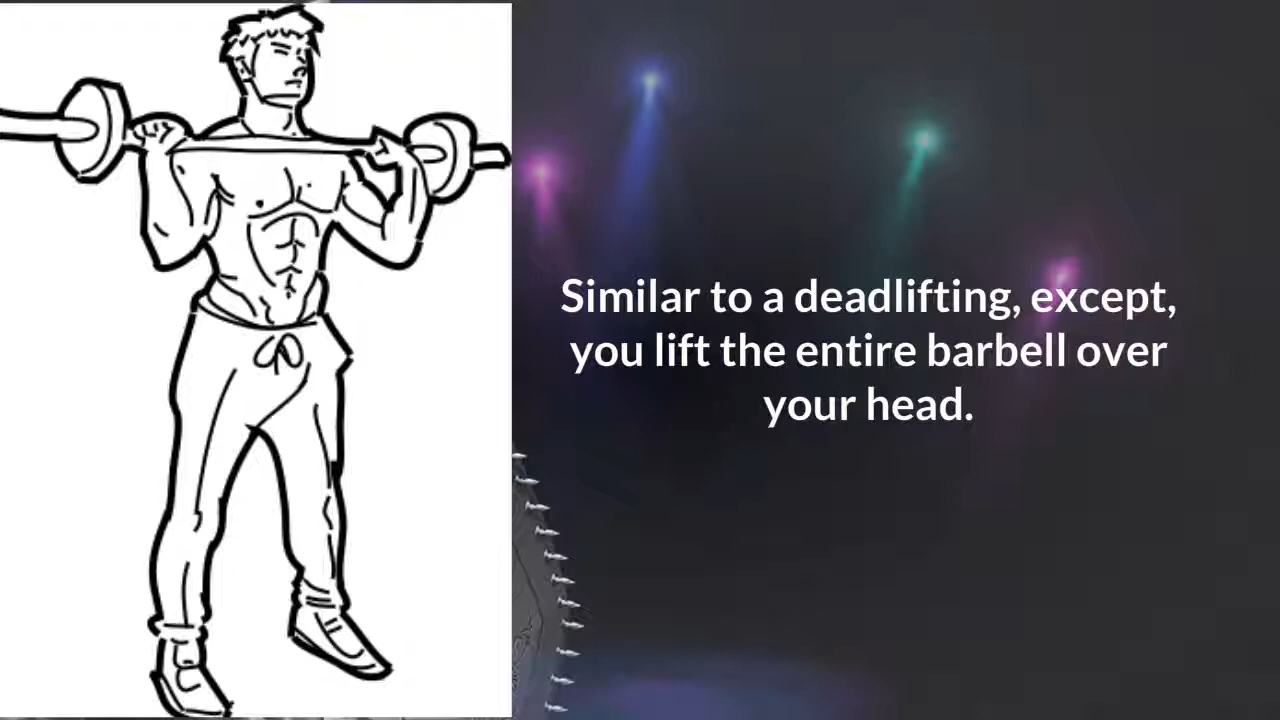 Similar to a deadlifting, except,
you lift the entire barbell over
your head.